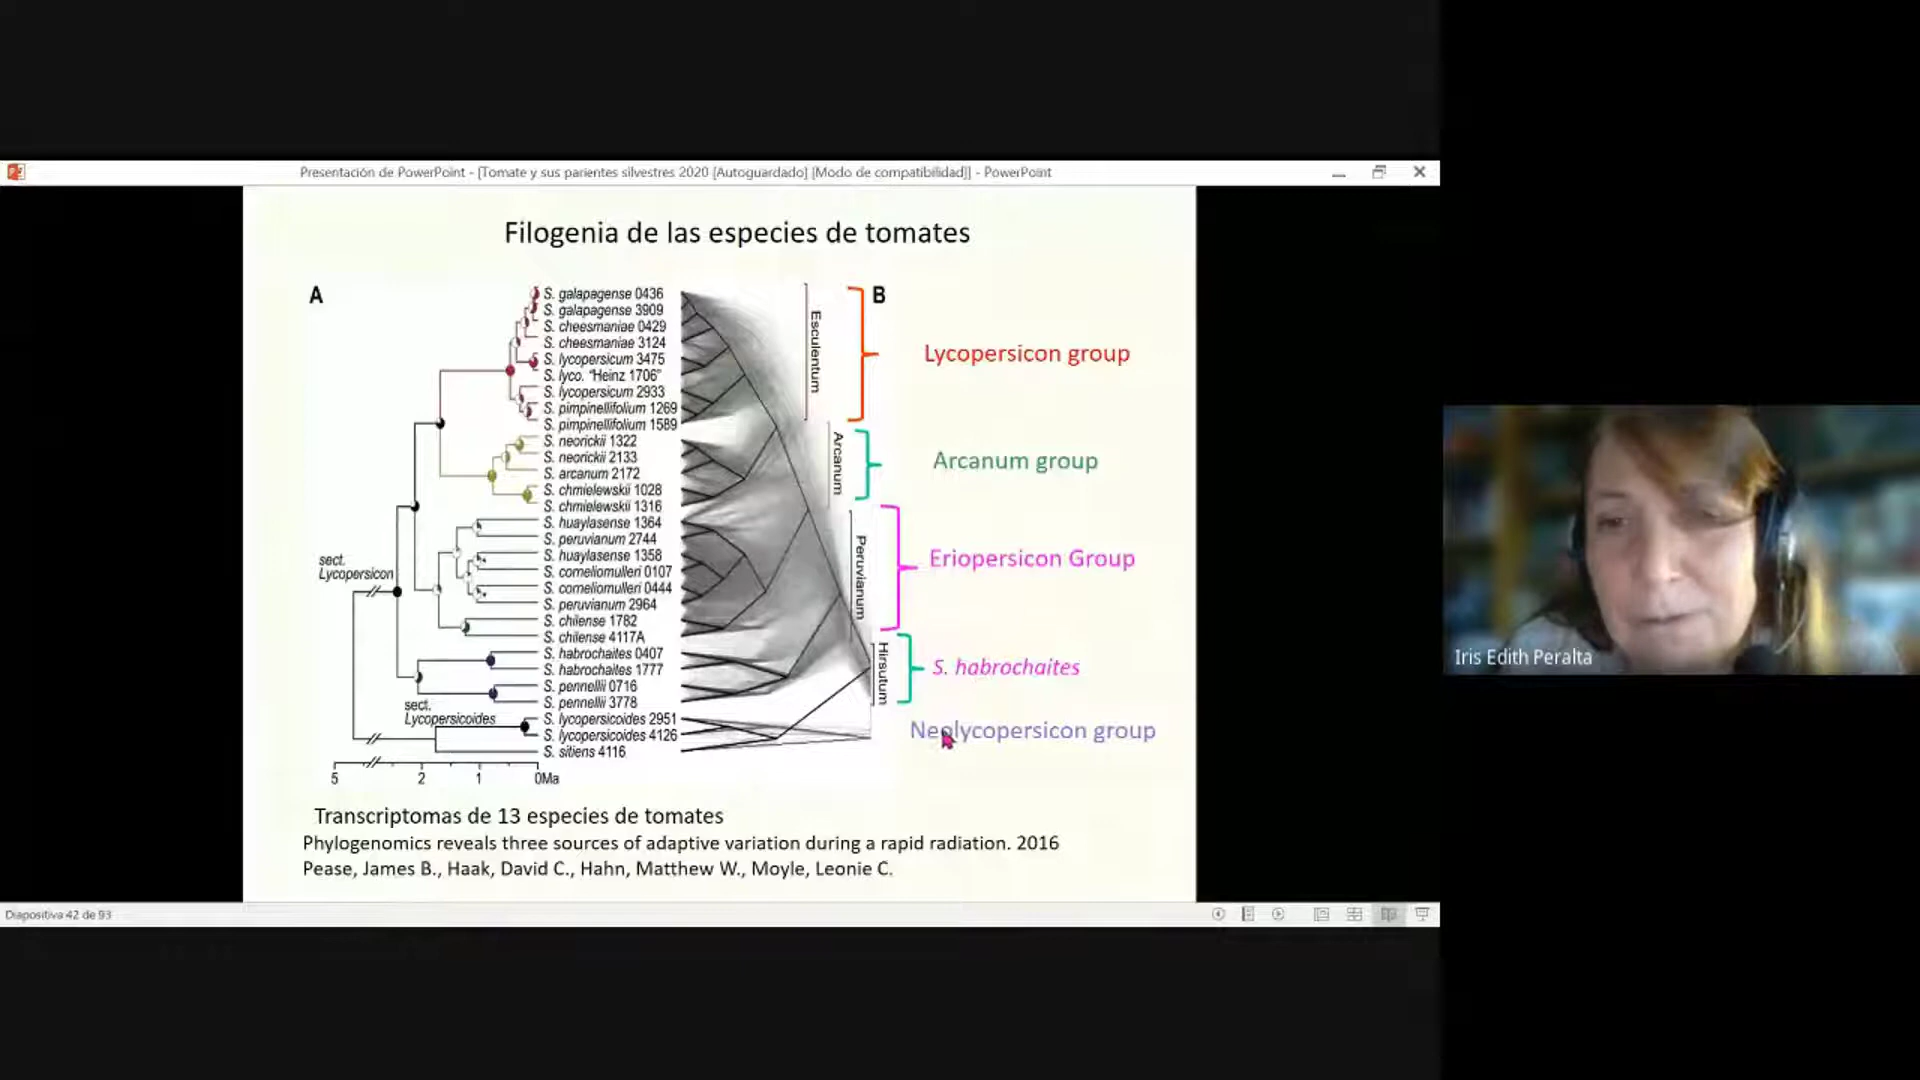 Presentación de PowerPoint - [Tomate y sus parientes silvestres 2020 [Autoguardado] [Modo de compatibilidad]] - PowerPoint
Filogenia de las especies de tomates
A
B
S. galapagense 0436
S. galapagense 3909
S. cheesmaniae 0429
S. cheesmaniae 3124
S. lycopersicum 3475
S. lyco. "Heinz 1706"
S. lycopersicum 2933
S. pimpinellifolium 1269
S. pimpinellifolium 1589
S. neorickii 1322
S. neorickii 2133
S. arcanum 2172
S. chmielewskii 1028
S. chmielewskii 1316
S. huaylasense 1364
S. peruvianum 2744
S. huaylasense 1358
S. corneliomulleri 0107
S. corneliomulleri 0444
S. peruvianum 2964
S. chilense 1782
S. chilense 4117A
S. habrochaites 0407
S. habrochaites 1777
S. pennellii 0716
S. pennellii 3778
S. lycopersicoides 2951
S. lycopersicoides 4126
S. sitiens 4116
sect.
Lycopersicon
sect.
Lycopersicoides
5 2 1 0Ma
Esculentum
Arcanum
Peruvianum
Hirsutum
Lycopersicon group
Arcanum group
Eriopersicon Group
S. habrochaites
Neolycopersicon group
Transcriptomas de 13 especies de tomates
Phylogenomics reveals three sources of adaptive variation during a rapid radiation. 2016
Pease, James B., Haak, David C., Hahn, Matthew W., Moyle, Leonie C.
Diapositiva 42 de 93
Iris Edith Peralta